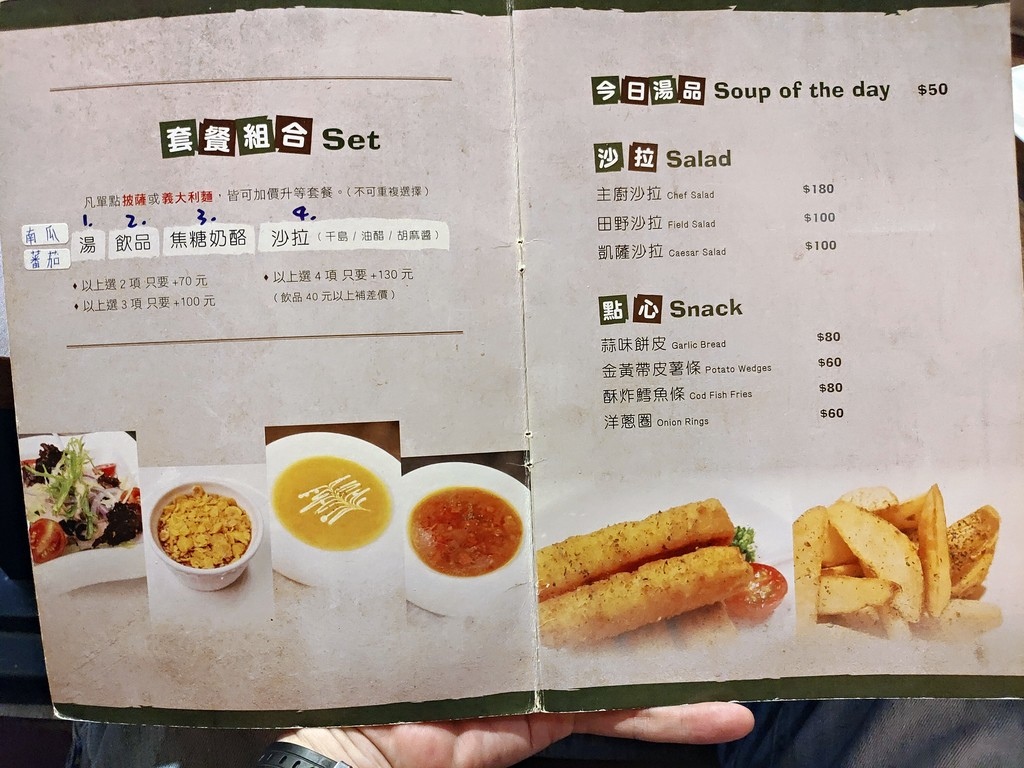 套餐組合 Set
凡單點披薩或義大利麵，皆可加價升等套餐。(不可重複選擇)
1. 2. 3. 4.
南瓜
蕃茄
湯 飲品 焦糖奶酪 沙拉 (千島 / 油醋 / 胡麻醬)
♦以上選 2 項 只要 +70 元
♦以上選 3 項 只要 +100 元
♦以上選 4 項 只要 +130 元
(飲品 40 元以上補差價)
今日湯品 Soup of the day $50
沙拉 Salad
主廚沙拉 Chef Salad $180
田野沙拉 Field Salad $100
凱薩沙拉 Caesar Salad $100
點心 Snack
蒜味餅皮 Garlic Bread $80
金黃帶皮薯條 Potato Wedges $60
酥炸鱈魚條 Cod Fish Fries $80
洋蔥圈 Onion Rings $60